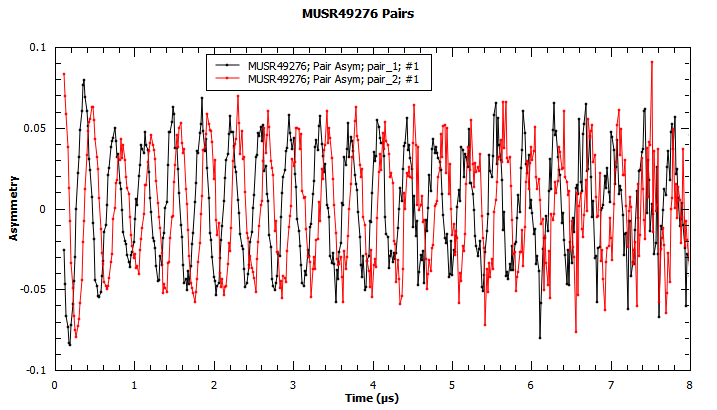 MUSR49276 Pairs
MUSR49276; Pair Asym; pair_1; #1
MUSR49276; Pair Asym; pair_2; #1
Asymmetry
0.1
0.05
0
-0.05
-0.1
0 1 2 3 4 5 6 7 8
Time (µs)